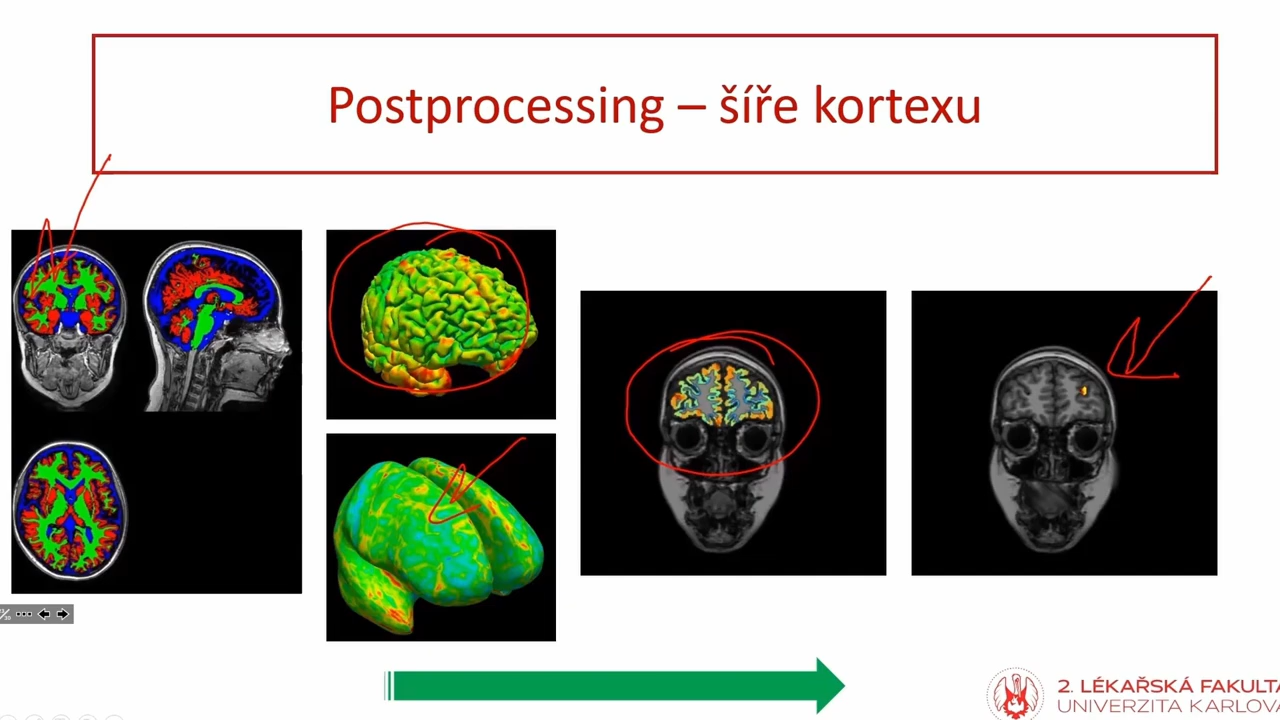 Postprocessing – šíře kortexu
2. LÉKAŘSKÁ FAKULTA
UNIVERZITA KARLOVA